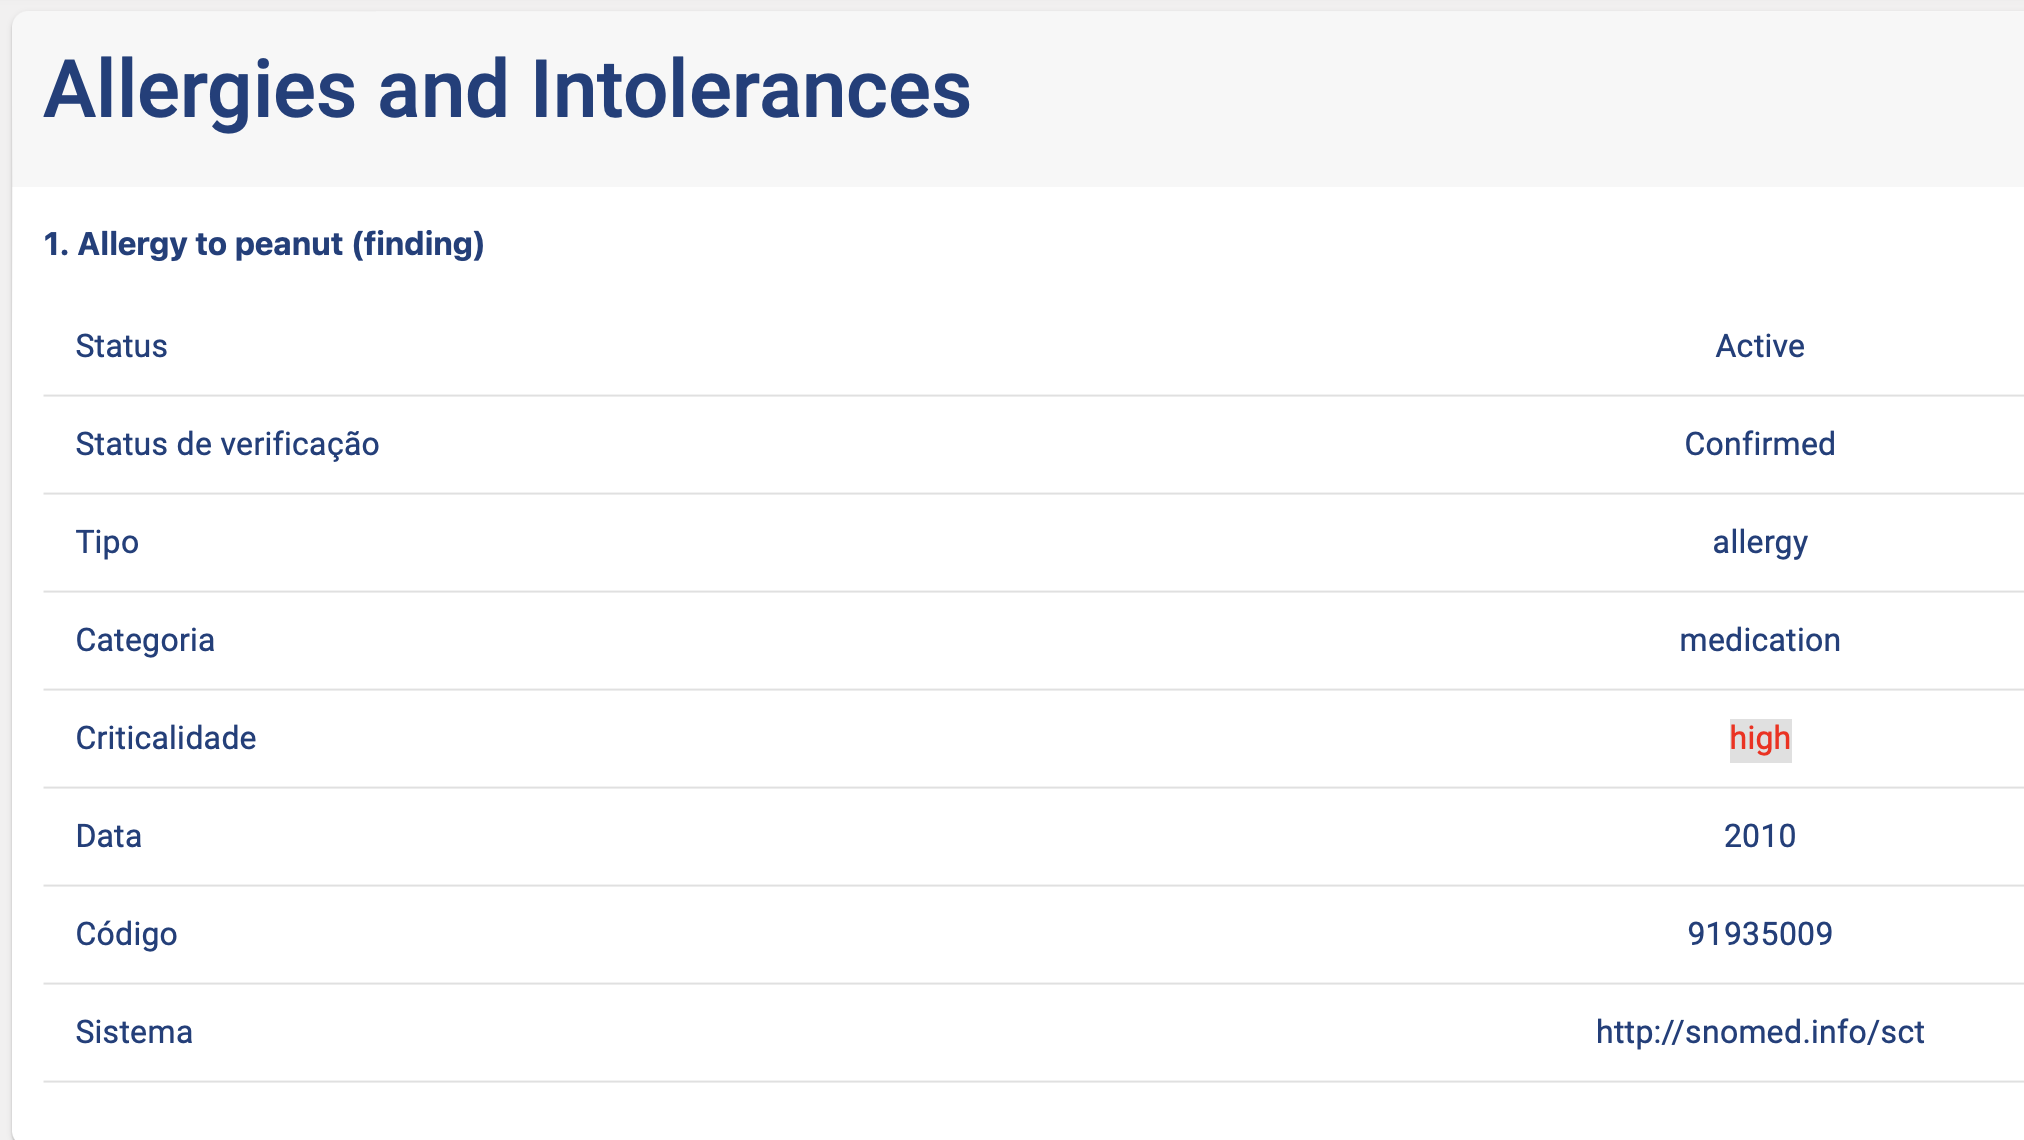 Allergies and Intolerances
1. Allergy to peanut (finding)
Status Active
Status de verificação Confirmed
Tipo allergy
Categoria medication
Criticalidade high
Data 2010
Código 91935009
Sistema http://snomed.info/sct